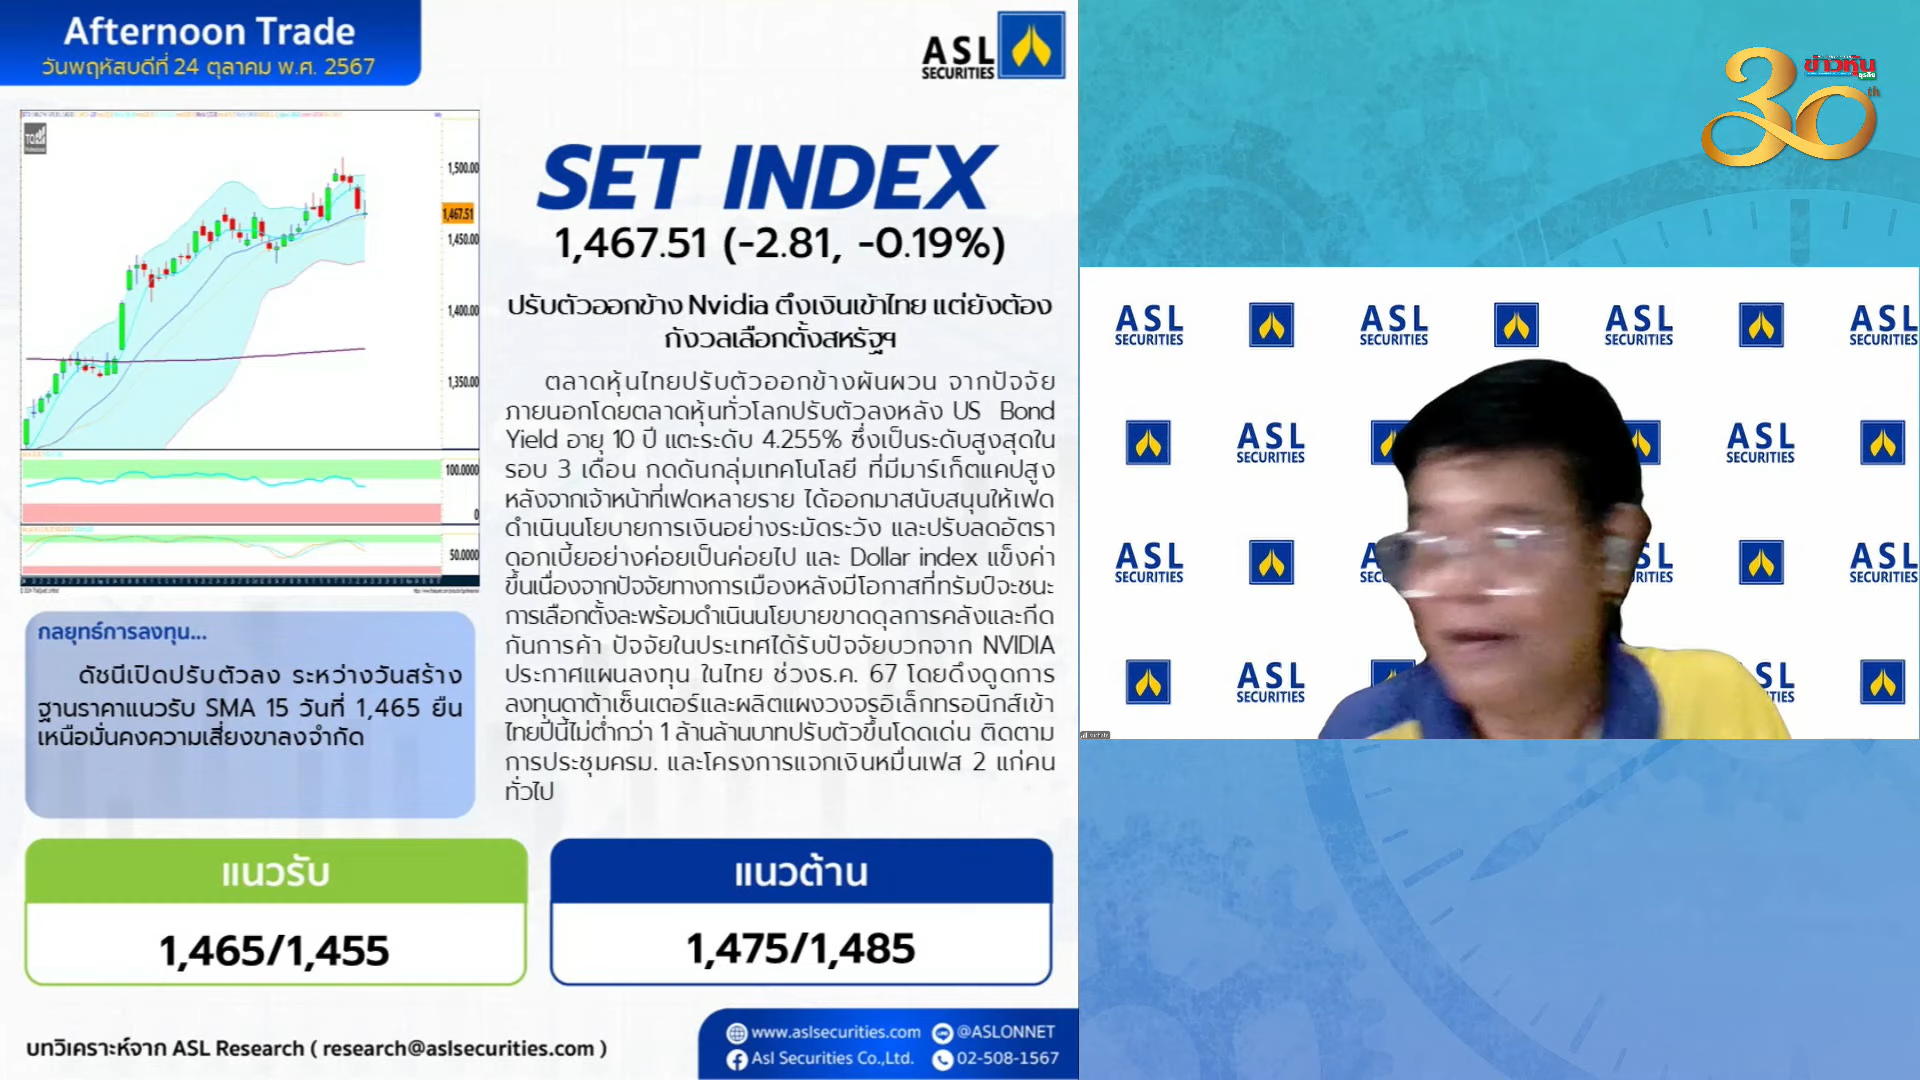 Afternoon Trade
วันพฤหัสบดีที่ 24 ตุลาคม พ.ศ. 2567
ASL
SECURITIES
1,500.00
1,467.51
1,450.00
1,400.00
1,350.00
100.0000
0
50.0000
SET INDEX
1,467.51 (-2.81, -0.19%)
ปรับตัวออกข้าง Nvidia ดึงเงินเข้าไทย แต่ยังต้อง
กังวลเลือกตั้งสหรัฐฯ
ตลาดหุ้นไทยปรับตัวออกข้างผันผวน จากปัจจัย
ภายนอกโดยตลาดหุ้นทั่วโลกปรับตัวลงหลัง US Bond
Yield อายุ 10 ปี แตะระดับ 4.255% ซึ่งเป็นระดับสูงสุดใน
รอบ 3 เดือน กดดันกลุ่มเทคโนโลยี ที่มีมาร์เก็ตแคปสูง
หลังจากเจ้าหน้าที่เฟดหลายราย ได้ออกมาสนับสนุนให้เฟด
ดำเนินนโยบายการเงินอย่างระมัดระวัง และปรับลดอัตรา
ดอกเบี้ยอย่างค่อยเป็นค่อยไป และ Dollar index แข็งค่า
ขึ้นเนื่องจากปัจจัยทางการเมืองหลังมีโอกาสที่ทรัมป์จะชนะ
การเลือกตั้งละพร้อมดำเนินนโยบายขาดดุลการคลังและกีด
กันการค้า ปัจจัยในประเทศได้รับปัจจัยบวกจาก NVIDIA
ประกาศแผนลงทุน ในไทย ช่วงธ.ค. 67 โดยดึงดูดการ
ลงทุนดาต้าเซ็นเตอร์และผลิตแผงวงจรอิเล็กทรอนิกส์เข้า
ไทยปีนี้ไม่ต่ำกว่า 1 ล้านล้านบาทปรับตัวขึ้นโดดเด่น ติดตาม
การประชุมครม. และโครงการแจกเงินหมื่นเฟส 2 แก่คน
ทั่วไป
กลยุทธ์การลงทุน...
ดัชนีเปิดปรับตัวลง ระหว่างวันสร้าง
ฐานราคาแนวรับ SMA 15 วันที่ 1,465 ยืน
เหนือมั่นคงความเสี่ยงขาลงจำกัด
แนวรับ
1,465/1,455
แนวต้าน
1,475/1,485
บทวิเคราะห์จาก ASL Research ( research@aslsecurities.com )
www.aslsecurities.com @ASLONNET
Asl Securities Co.,Ltd. 02-508-1567
30th
ข่าวหุ้น
ธุรกิจ
ASL SECURITIES ASL SECURITIES ASL SECURITIES ASL SECURITIES
ASL SECURITIES ASL SECURITIES
ASL SECURITIES ASL SECURITIES
ASL SECURITIES